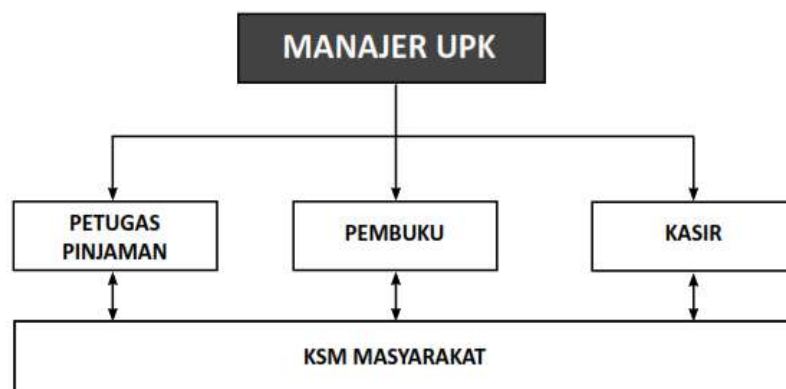 MANAJER UPK
PETUGAS
PINJAMAN
PEMBUKU
KASIR
KSM MASYARAKAT